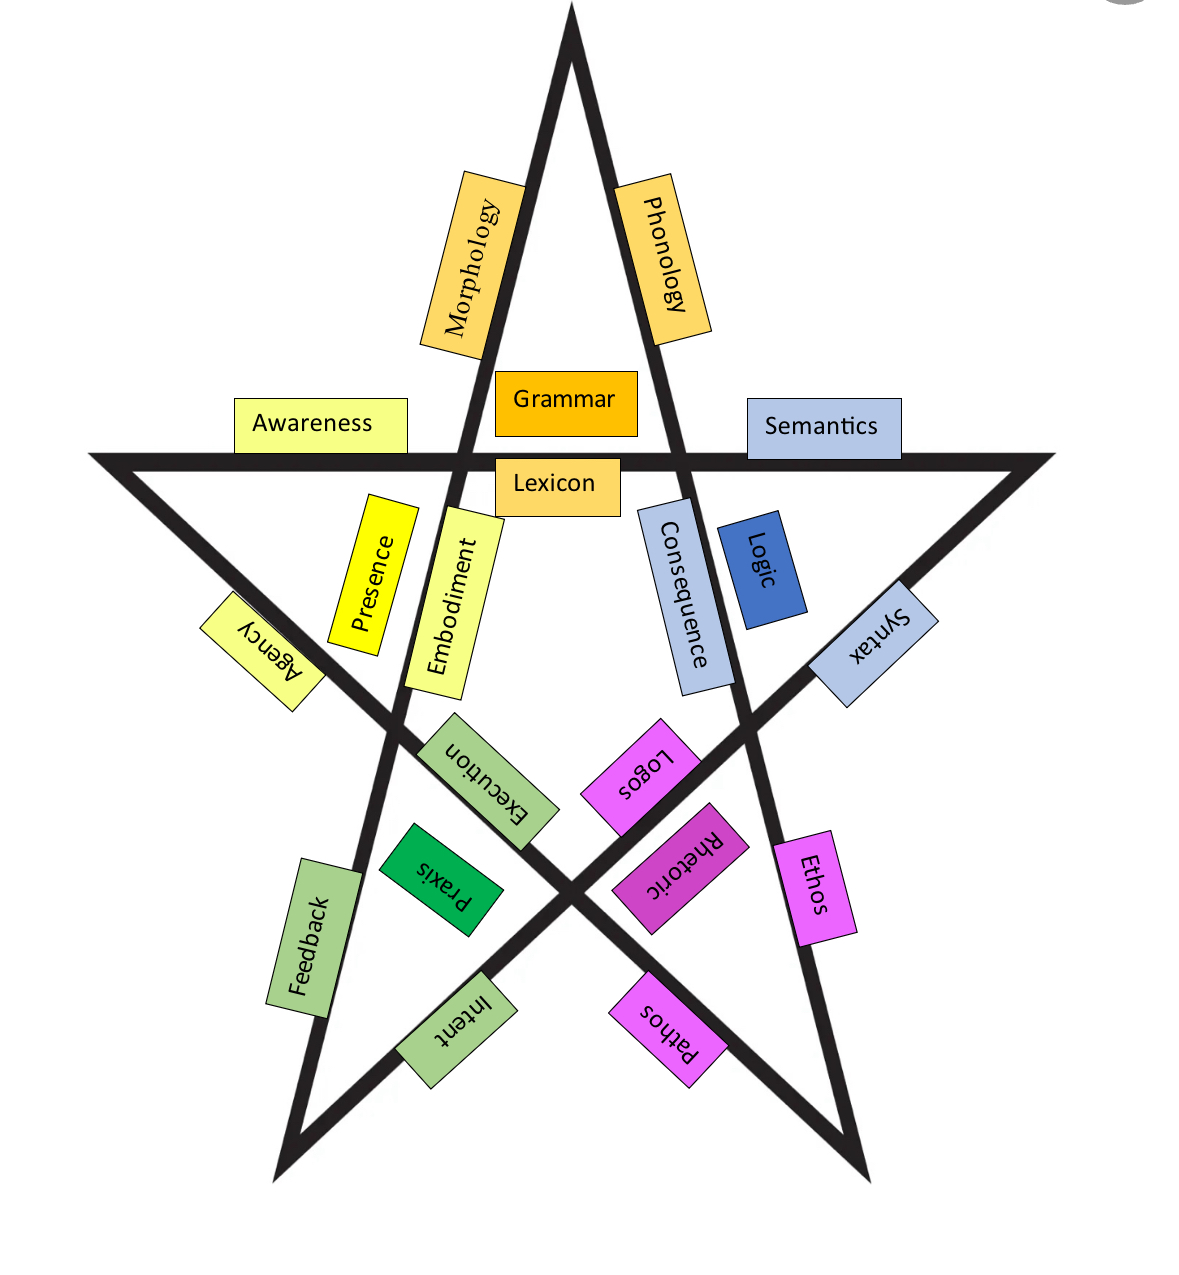 Morphology
Phonology
Grammar
Awareness
Semantics
Lexicon
Presence
Embodiment
Consequence
Logic
Agency
Syntax
Execution
Logos
Praxis
Rhetoric
Ethos
Feedback
Intent
Pathos